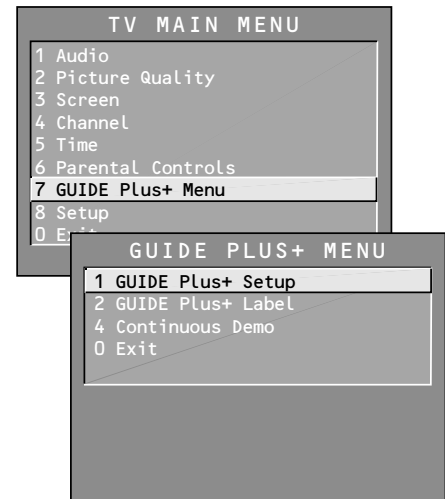 TV MAIN MENU
1 Audio
2 Picture Quality
3 Screen
4 Channel
5 Time
6 Parental Controls
7 GUIDE Plus+ Menu
8 Setup
0
GUIDE PLUS+ MENU
1 GUIDE Plus+ Setup
2 GUIDE Plus+ Label
4 Continuous Demo
0 Exit